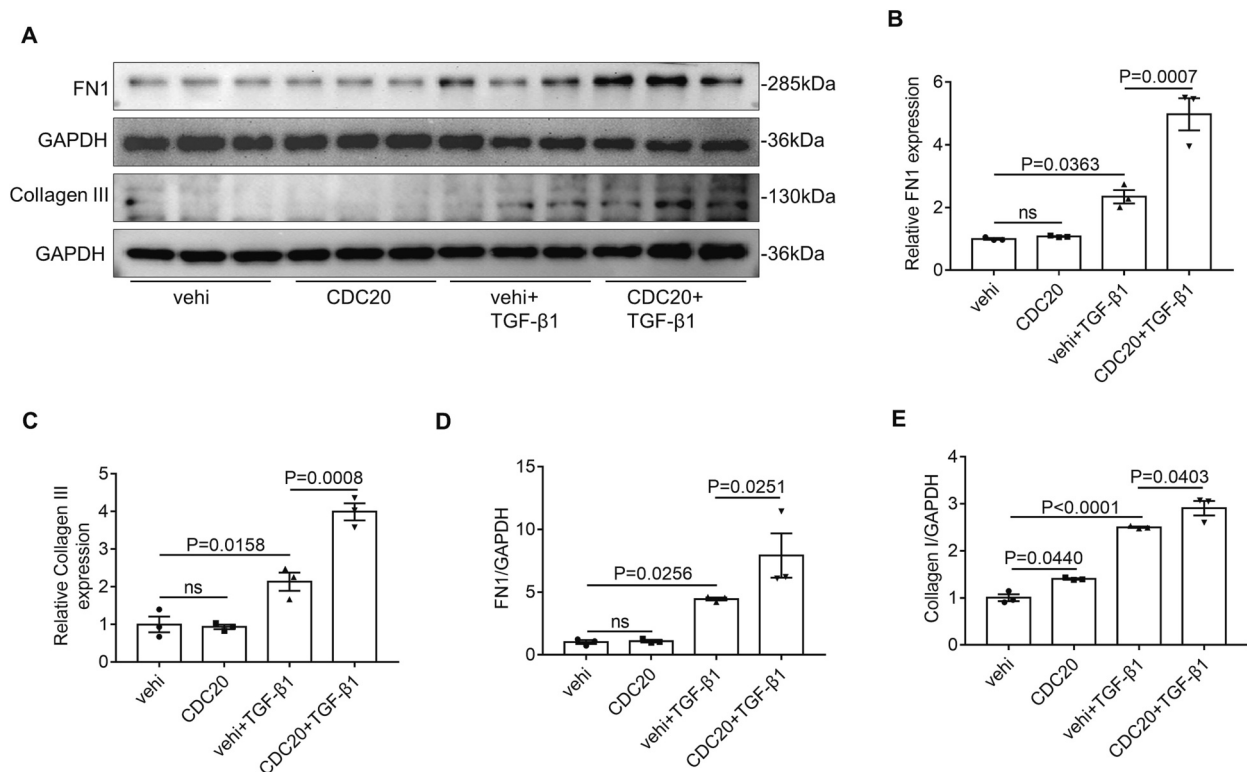 A
FN1
-285kDa
GAPDH
-36kDa
Collagen III
-130kDa
GAPDH
-36kDa
vehi
CDC20
vehi+
TGF-β1
CDC20+
TGF-β1
B
Relative FN1 expression
6
4
2
0
P=0.0007
P=0.0363
ns
vehi
CDC20
vehi+TGF-β1
CDC20+TGF-β1
C
Relative Collagen III
expression
5
4
3
2
1
0
P=0.0008
P=0.0158
ns
vehi
CDC20
vehi+TGF-β1
CDC20+TGF-β1
D
FN1/GAPDH
15
10
5
0
P=0.0251
P=0.0256
ns
vehi
CDC20
vehi+TGF-β1
CDC20+TGF-β1
E
Collagen I/GAPDH
4
3
2
1
0
P=0.0403
P<0.0001
P=0.0440
vehi
CDC20
vehi+TGF-β1
CDC20+TGF-β1